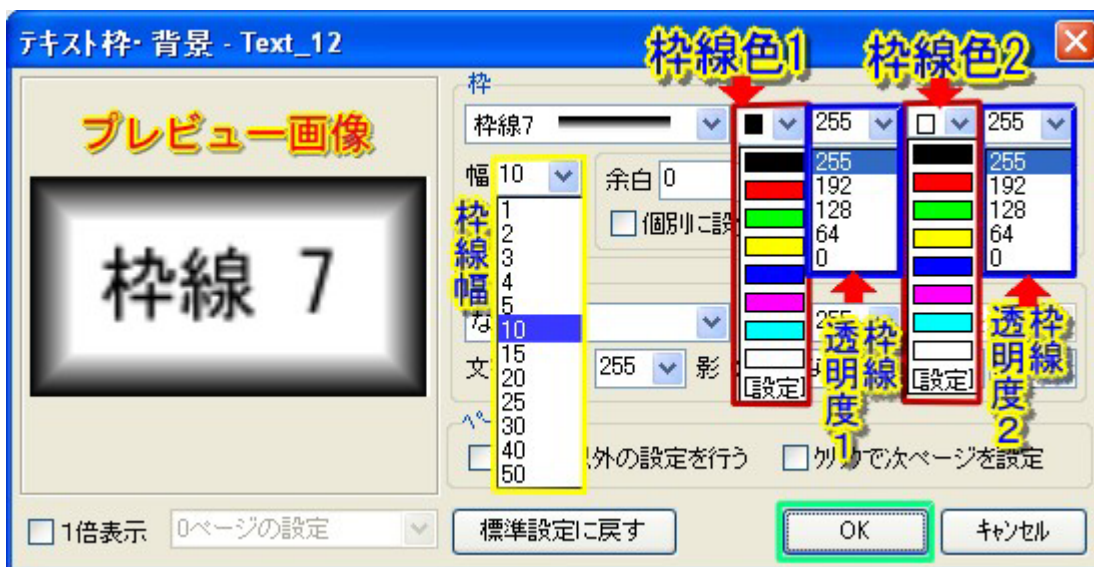 テキスト枠・背景 - Text_12
枠線色1
枠線色2
枠
プレビュー画像
枠線7
255
255
幅 10
余白 0
個別に設
枠線 7
枠線幅
1
2
3
4
5
10
15
20
25
30
40
50
[設定]
255
192
128
64
0
枠線
透明度1
[設定]
255
192
128
64
0
枠線
透明度2
な
255
文
255
影
ペ
以外の設定を行う
クリックで次ページを設定
1倍表示
0ページの設定
標準設定に戻す
OK
キャンセル